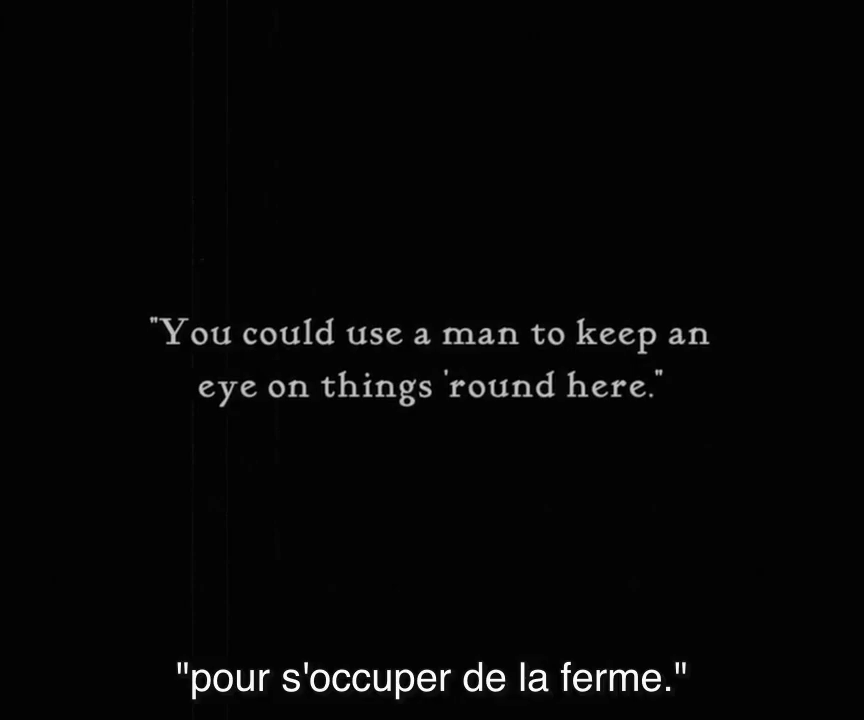 "You could use a man to keep an
eye on things 'round here."
"pour s'occuper de la ferme."